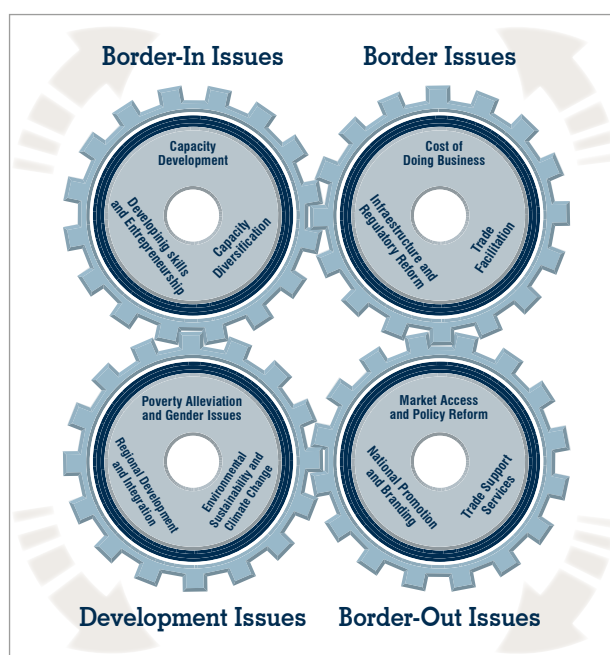 Border-In Issues
Border Issues
Capacity
Development
Developing skills
and Entrepreneurship
Capacity
Diversification
Cost of
Doing Business
Infraestructure and
Regulatory Reform
Trade
Facilitation
Poverty Alleviation
and Gender Issues
Regional Development
and Integration
Environmental
Sustainability and
Climate Change
Market Access
and Policy Reform
National Promotion
and Branding
Trade Support
Services
Development Issues
Border-Out Issues